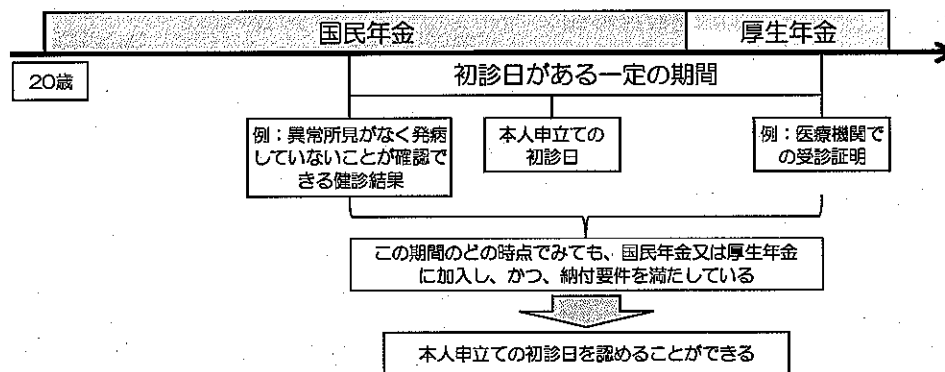 国民年金
厚生年金
20歳
初診日がある一定の期間
例：異常所見がなく発病
していないことが確認で
きる健診結果
本人申立ての
初診日
例：医療機関で
の受診証明
この期間のどの時点でみても、国民年金又は厚生年金
に加入し、かつ、納付要件を満たしている
本人申立ての初診日を認めることができる